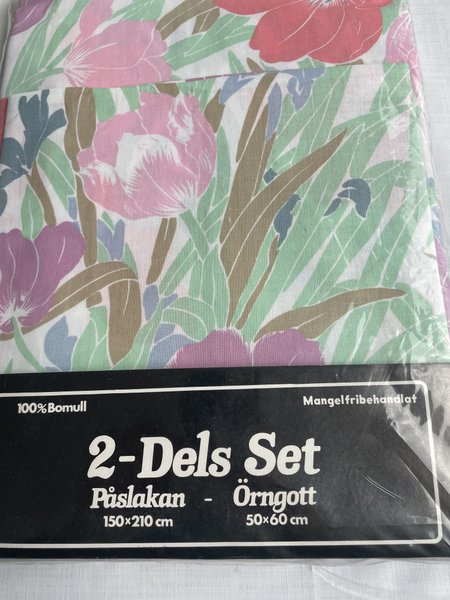 100% Bomull
Mangelfribehandlat
2-Dels Set
Påslakan - Örngott
150×210 cm 50×60 cm